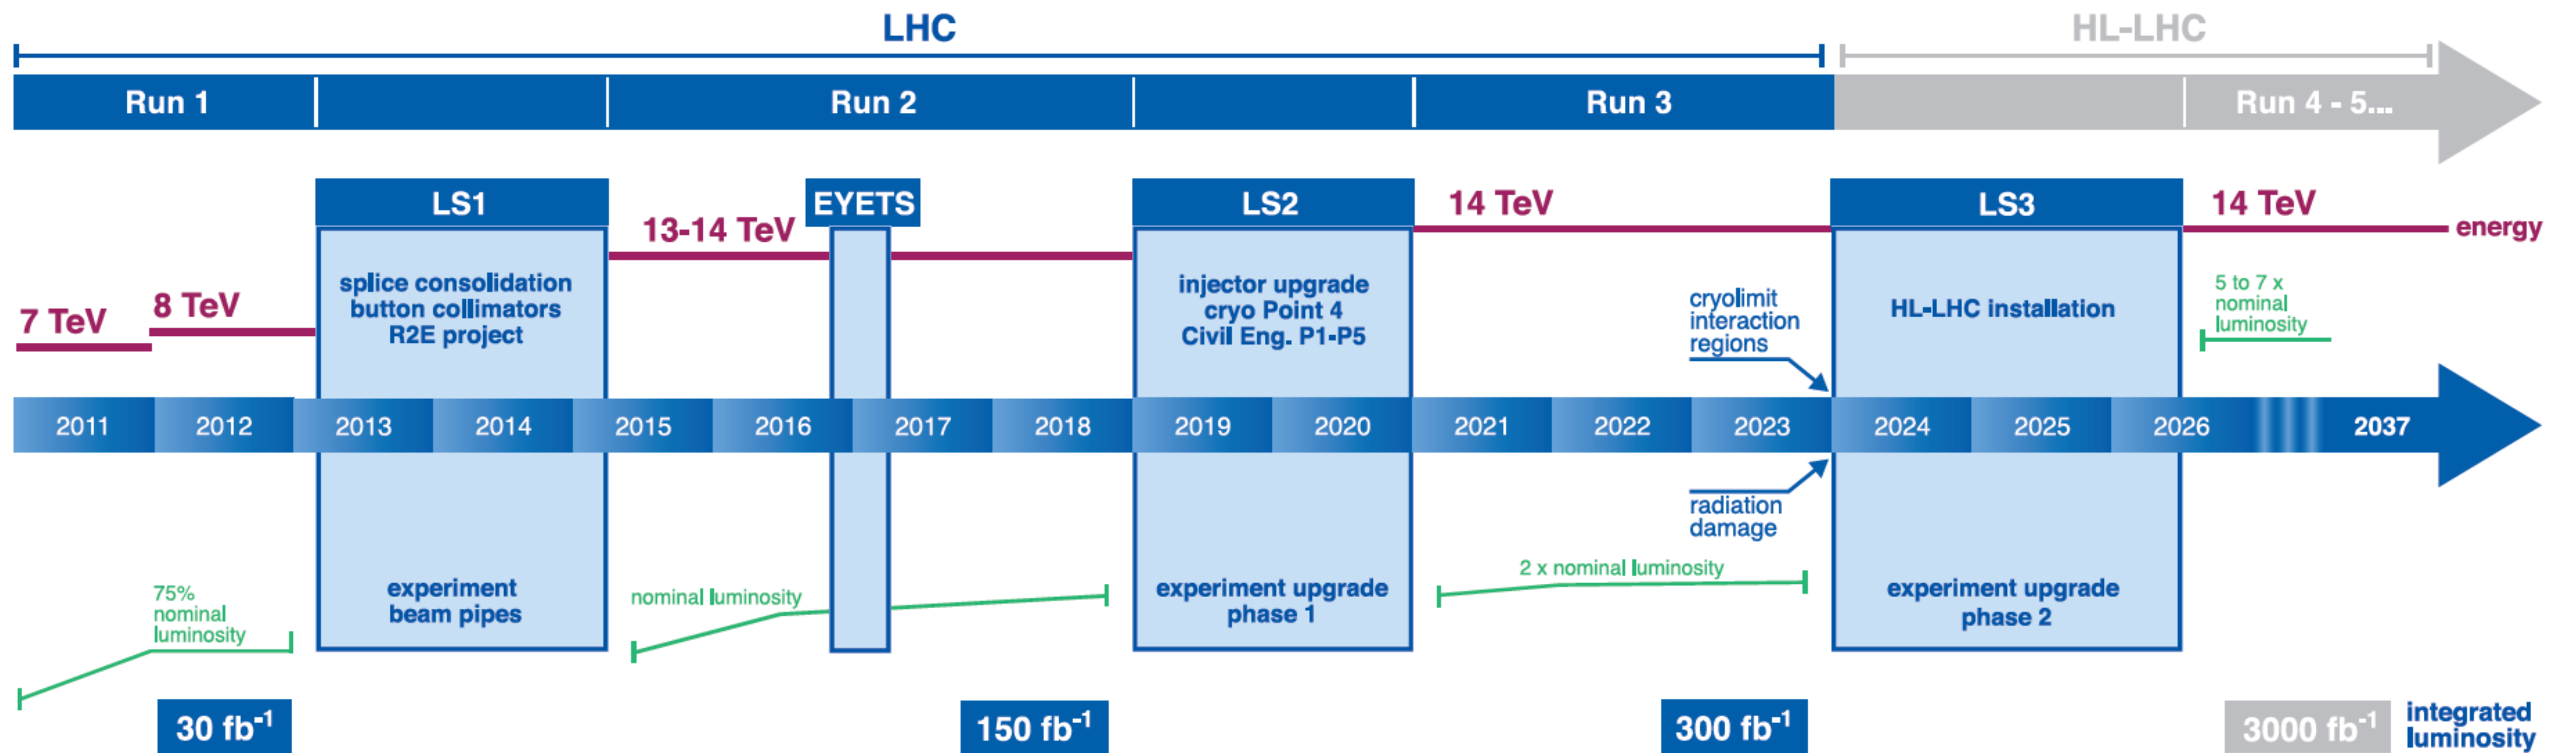 LHC
HL-LHC
Run 1
Run 2
Run 3
Run 4 - 5...
LS1
EYETS
LS2
14 TeV
LS3
14 TeV
13-14 TeV
energy
7 TeV
8 TeV
splice consolidation
button collimators
R2E project
injector upgrade
cryo Point 4
Civil Eng. P1-P5
cryolimit
interaction
regions
HL-LHC installation
5 to 7 x
nominal
luminosity
2011
2012
2013
2014
2015
2016
2017
2018
2019
2020
2021
2022
2023
2024
2025
2026
2037
radiation
damage
75%
nominal
luminosity
experiment
beam pipes
nominal luminosity
experiment upgrade
phase 1
2 x nominal luminosity
experiment upgrade
phase 2
30 fb⁻¹
150 fb⁻¹
300 fb⁻¹
3000 fb⁻¹
integrated
luminosity